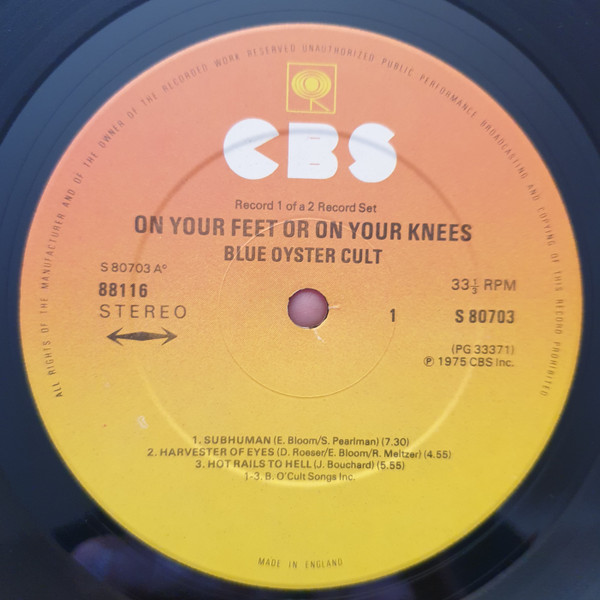 ALL RIGHTS OF THE MANUFACTURER AND OF THE OWNER OF THE RECORDED WORK RESERVED UNAUTHORIZED PUBLIC PERFORMANCE BROADCASTING AND COPYING OF THIS RECORD PROHIBITED
CBS
Record 1 of a 2 Record Set
ON YOUR FEET OR ON YOUR KNEES
BLUE OYSTER CULT
S 80703 A°
88116
STEREO
33⅓ RPM
1 S 80703
(PG 33371)
℗ 1975 CBS Inc.
1. SUBHUMAN (E. Bloom/S. Pearlman) (7.30)
2. HARVESTER OF EYES (D. Roeser/E. Bloom/R. Meltzer) (4.55)
3. HOT RAILS TO HELL (J. Bouchard) (5.55)
1-3. B. O'Cult Songs Inc.
MADE IN ENGLAND